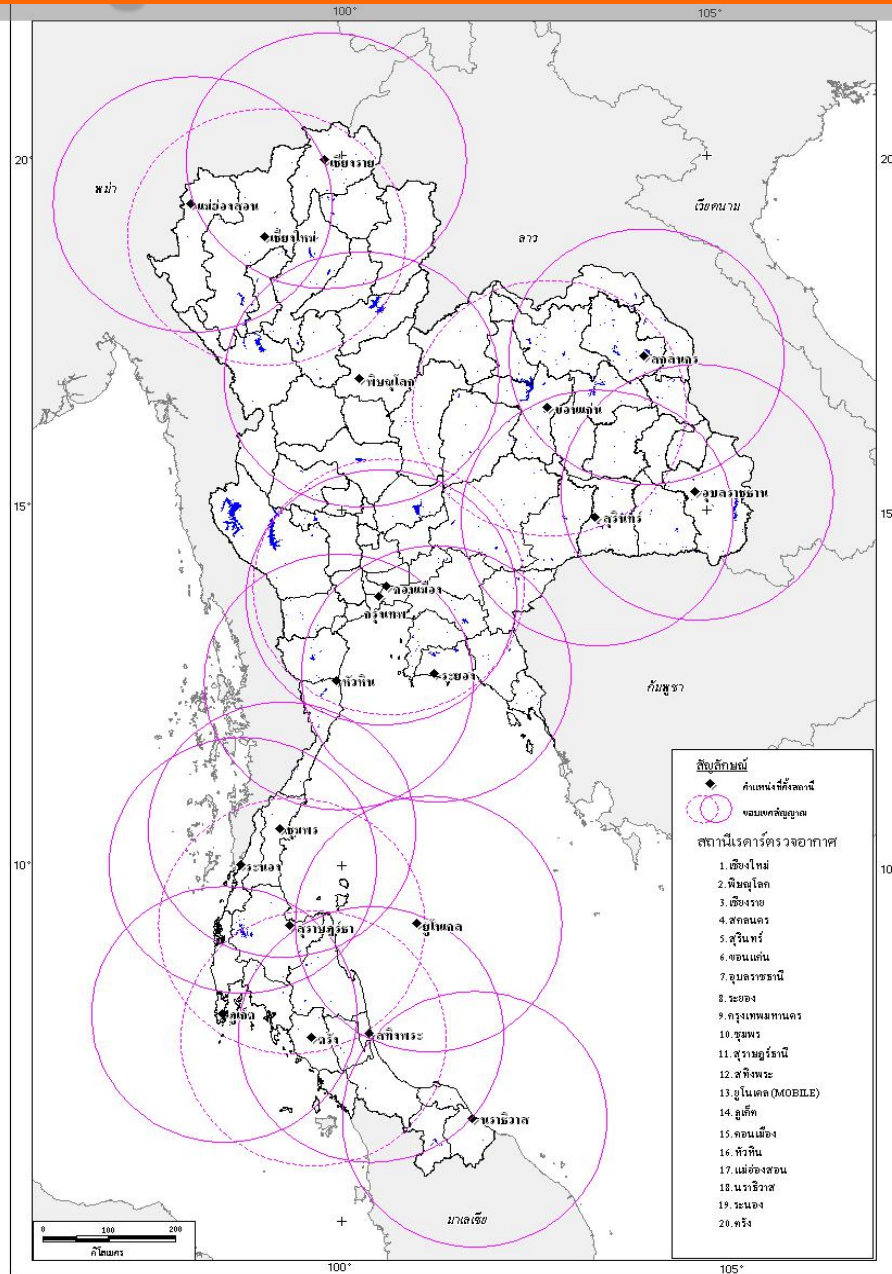 100°
105°
20°
20
พม่า
เชียงราย
แม่ฮ่องสอน
เชียงใหม่
ลาว
เวียดนาม
พิษณุโลก
สกลนคร
ขอนแก่น
อุบลราชธาน
สุรินทร์
15°
15
ดอนเมือง
กรุงเทพ
หัวหิน
ระยอง
กัมพูชา
ชุมพร
ระนอง
10°
10
สุราษฎร์ธา
ยูโนแคล
ภูเก็ต
ตรัง
สทิงพระ
นราธิวาส
มาเลเซีย
สัญลักษณ์
ตำแหน่งที่ตั้งสถานี
ขอบเขตสัญญาณ
สถานีเรดาร์ตรวจอากาศ
1. เชียงใหม่
2. พิษณุโลก
3. เชียงราย
4. สกลนคร
5. สุรินทร์
6. ขอนแก่น
7. อุบลราชธานี
8. ระยอง
9. กรุงเทพมหานคร
10. ชุมพร
11. สุราษฎร์ธานี
12. สทิงพระ
13. ยูโนแคล (MOBILE)
14. ภูเก็ต
15. ดอนเมือง
16. หัวหิน
17. แม่ฮ่องสอน
18. นราธิวาส
19. ระนอง
20. ตรัง
0 100 200
กิโลเมตร
100°
105°